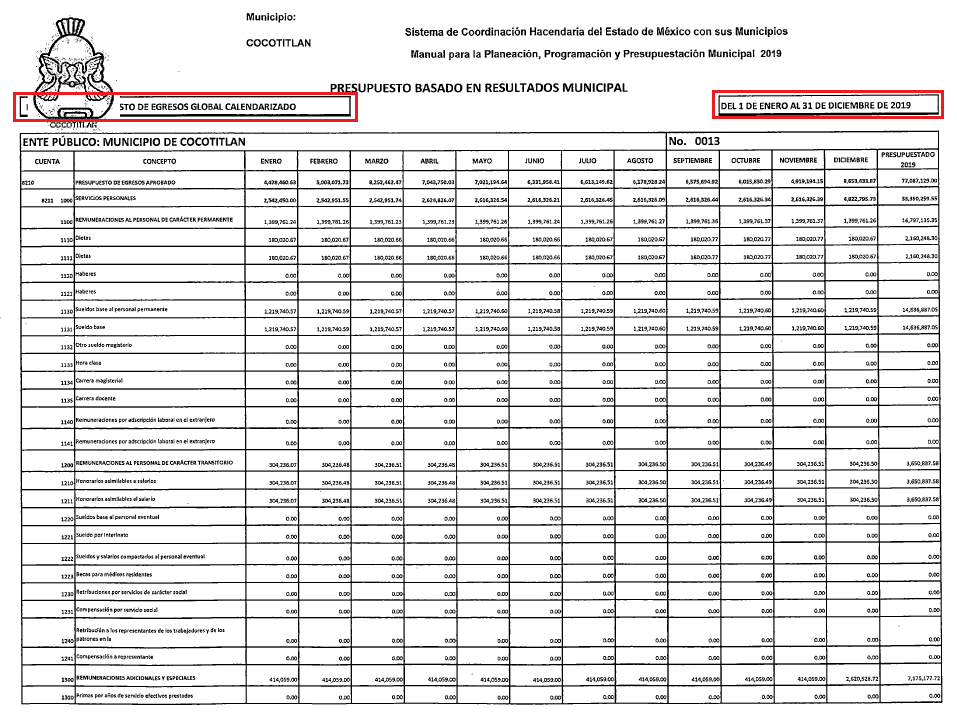 Municipio:
COCOTITLAN
Sistema de Coordinación Hacendaria del Estado de México con sus Municipios
Manual para la Planeación, Programación y Presupuestación Municipal 2019
PRESUPUESTO BASADO EN RESULTADOS MUNICIPAL
STO DE EGRESOS GLOBAL CALENDARIZADO
DEL 1 DE ENERO AL 31 DE DICIEMBRE DE 2019
COCOTITLAN
ENTE PÚBLICO: MUNICIPIO DE COCOTITLAN No. 0013
CUENTA CONCEPTO ENERO FEBRERO MARZO ABRIL MAYO JUNIO JULIO AGOSTO SEPTIEMBRE OCTUBRE NOVIEMBRE DICIEMBRE PRESUPUESTADO 2019
8210 PRESUPUESTO DE EGRESOS APROBADO 4,478,460.63 5,003,071.73 8,252,462.47 7,043,750.03 7,021,194.64 6,331,958.41 6,613,149.62 6,178,928.24 6,575,694.82 6,015,830.29 4,919,194.15 8,653,433.87 77,087,129.00
8211 1000 SERVICIOS PERSONALES 2,542,450.00 2,542,951.55 2,542,951.74 2,624,826.07 2,616,626.54 2,616,326.51 2,616,326.45 2,616,326.09 2,616,326.44 2,616,326.34 2,616,326.39 4,822,795.73
1100 REMUNERACIONES AL PERSONAL DE CARÁCTER PERMANENTE 1,399,761.24 1,399,761.26 1,399,761.23 1,399,761.23 1,399,761.26 1,399,761.24 1,399,761.26 1,399,761.27 1,399,761.36 1,399,761.37 1,399,761.37 1,399,761.26 16,797,135.35
1110 Dietas 180,020.67 180,020.66 180,020.66 180,020.66 180,020.66 180,020.66 180,020.66 180,020.67 180,020.77 180,020.77 180,020.77 180,020.67 2,160,248.30
1111 Dietas 180,020.67 180,020.66 180,020.66 180,020.66 180,020.66 180,020.66 180,020.66 180,020.67 180,020.77 180,020.77 180,020.77 180,020.67 2,160,248.30
1120 Haberes 0.00 0.00 0.00 0.00 0.00 0.00 0.00 0.00 0.00 0.00 0.00 0.00 0.00
1121 Haberes 0.00 0.00 0.00 0.00 0.00 0.00 0.00 0.00 0.00 0.00 0.00 0.00 0.00
1130 Sueldos base al personal permanente 1,219,740.57 1,219,740.60 1,219,740.57 1,219,740.57 1,219,740.60 1,219,740.58 1,219,740.60 1,219,740.60 1,219,740.60 1,219,740.60 1,219,740.60 1,219,740.59 14,636,887.05
1131 Sueldo base 1,219,740.57 1,219,740.60 1,219,740.57 1,219,740.57 1,219,740.60 1,219,740.58 1,219,740.60 1,219,740.60 1,219,740.60 1,219,740.60 1,219,740.60 1,219,740.59 14,636,887.05
1132 Otro sueldo magisterio 0.00 0.00 0.00 0.00 0.00 0.00 0.00 0.00 0.00 0.00 0.00 0.00 0.00
1133 Hora clase 0.00 0.00 0.00 0.00 0.00 0.00 0.00 0.00 0.00 0.00 0.00 0.00 0.00
1134 Carrera magisterial 0.00 0.00 0.00 0.00 0.00 0.00 0.00 0.00 0.00 0.00 0.00 0.00 0.00
1135 Carrera docente 0.00 0.00 0.00 0.00 0.00 0.00 0.00 0.00 0.00 0.00 0.00 0.00 0.00
1140 Remuneraciones por adscripción laboral en el extranjero 0.00 0.00 0.00 0.00 0.00 0.00 0.00 0.00 0.00 0.00 0.00 0.00 0.00
1141 Remuneraciones por adscripción laboral en el extranjero 0.00 0.00 0.00 0.00 0.00 0.00 0.00 0.00 0.00 0.00 0.00 0.00 0.00
1200 REMUNERACIONES AL PERSONAL DE CARÁCTER TRANSITORIO 304,236.07 304,236.48 304,236.51 304,236.48 304,236.51 304,236.51 304,236.51 304,236.50 304,236.50 304,236.49 304,236.51 304,236.50 3,650,837.58
1210 Honorarios asimilables a salarios 304,236.07 304,236.48 304,236.51 304,236.48 304,236.51 304,236.51 304,236.51 304,236.50 304,236.51 304,236.49 304,236.51 304,236.50 3,650,837.58
1211 Honorarios asimilables al salario 304,236.07 304,236.48 304,236.51 304,236.48 304,236.51 304,236.51 304,236.51 304,236.50 304,236.51 304,236.49 304,236.51 304,236.50 3,650,837.58
1220 Sueldos base al personal eventual 0.00 0.00 0.00 0.00 0.00 0.00 0.00 0.00 0.00 0.00 0.00 0.00 0.00
1221 Sueldo por interinato 0.00 0.00 0.00 0.00 0.00 0.00 0.00 0.00 0.00 0.00 0.00 0.00 0.00
1222 Sueldos y salarios compactados al personal eventual 0.00 0.00 0.00 0.00 0.00 0.00 0.00 0.00 0.00 0.00 0.00 0.00 0.00
1223 Becas para médicos residentes 0.00 0.00 0.00 0.00 0.00 0.00 0.00 0.00 0.00 0.00 0.00 0.00 0.00
1230 Retribuciones por servicios de carácter social 0.00 0.00 0.00 0.00 0.00 0.00 0.00 0.00 0.00 0.00 0.00 0.00 0.00
1231 Compensación por servicio social 0.00 0.00 0.00 0.00 0.00 0.00 0.00 0.00 0.00 0.00 0.00 0.00 0.00
Retribución a los representantes de los trabajadores y de los
1240 patrones en la 0.00 0.00 0.00 0.00 0.00 0.00 0.00 0.00 0.00 0.00 0.00 0.00 0.00
1241 Compensación a representante 0.00 0.00 0.00 0.00 0.00 0.00 0.00 0.00 0.00 0.00 0.00 0.00 0.00
1300 REMUNERACIONES ADICIONALES Y ESPECIALES 414,059.00 414,059.00 414,059.00 414,059.00 414,059.00 414,059.00 414,059.00 414,059.00 414,059.00 414,059.00 414,059.00 2,620,528.72 7,175,177.72
1310 Primas por años de servicio efectivos prestados 0.00 0.00 0.00 0.00 0.00 0.00 0.00 0.00 0.00 0.00 0.00 0.00 0.00